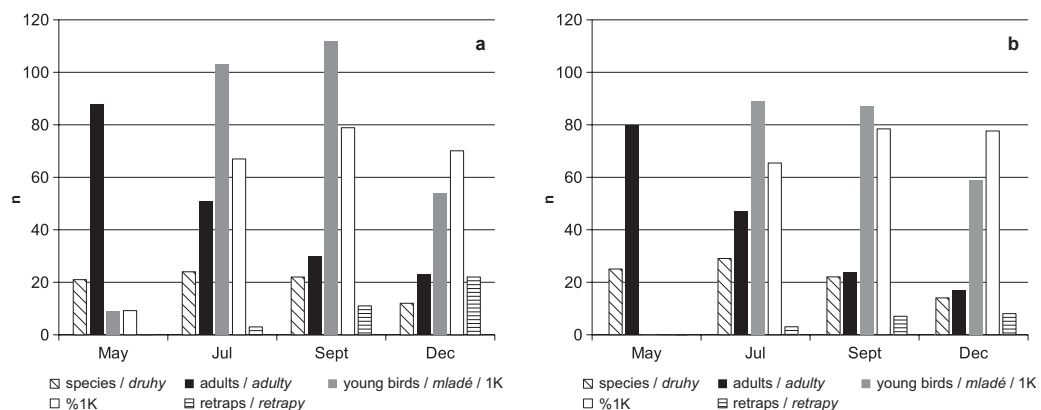 120
100
80
60
40
20
0
n
a
May Jul Sept Dec
species / druhy adults / adulty young birds / mladé / 1K
%1K retraps / retrapy
120
100
80
60
40
20
0
n
b
May Jul Sept Dec
species / druhy adults / adulty young birds / mladé / 1K
%1K retraps / retrapy